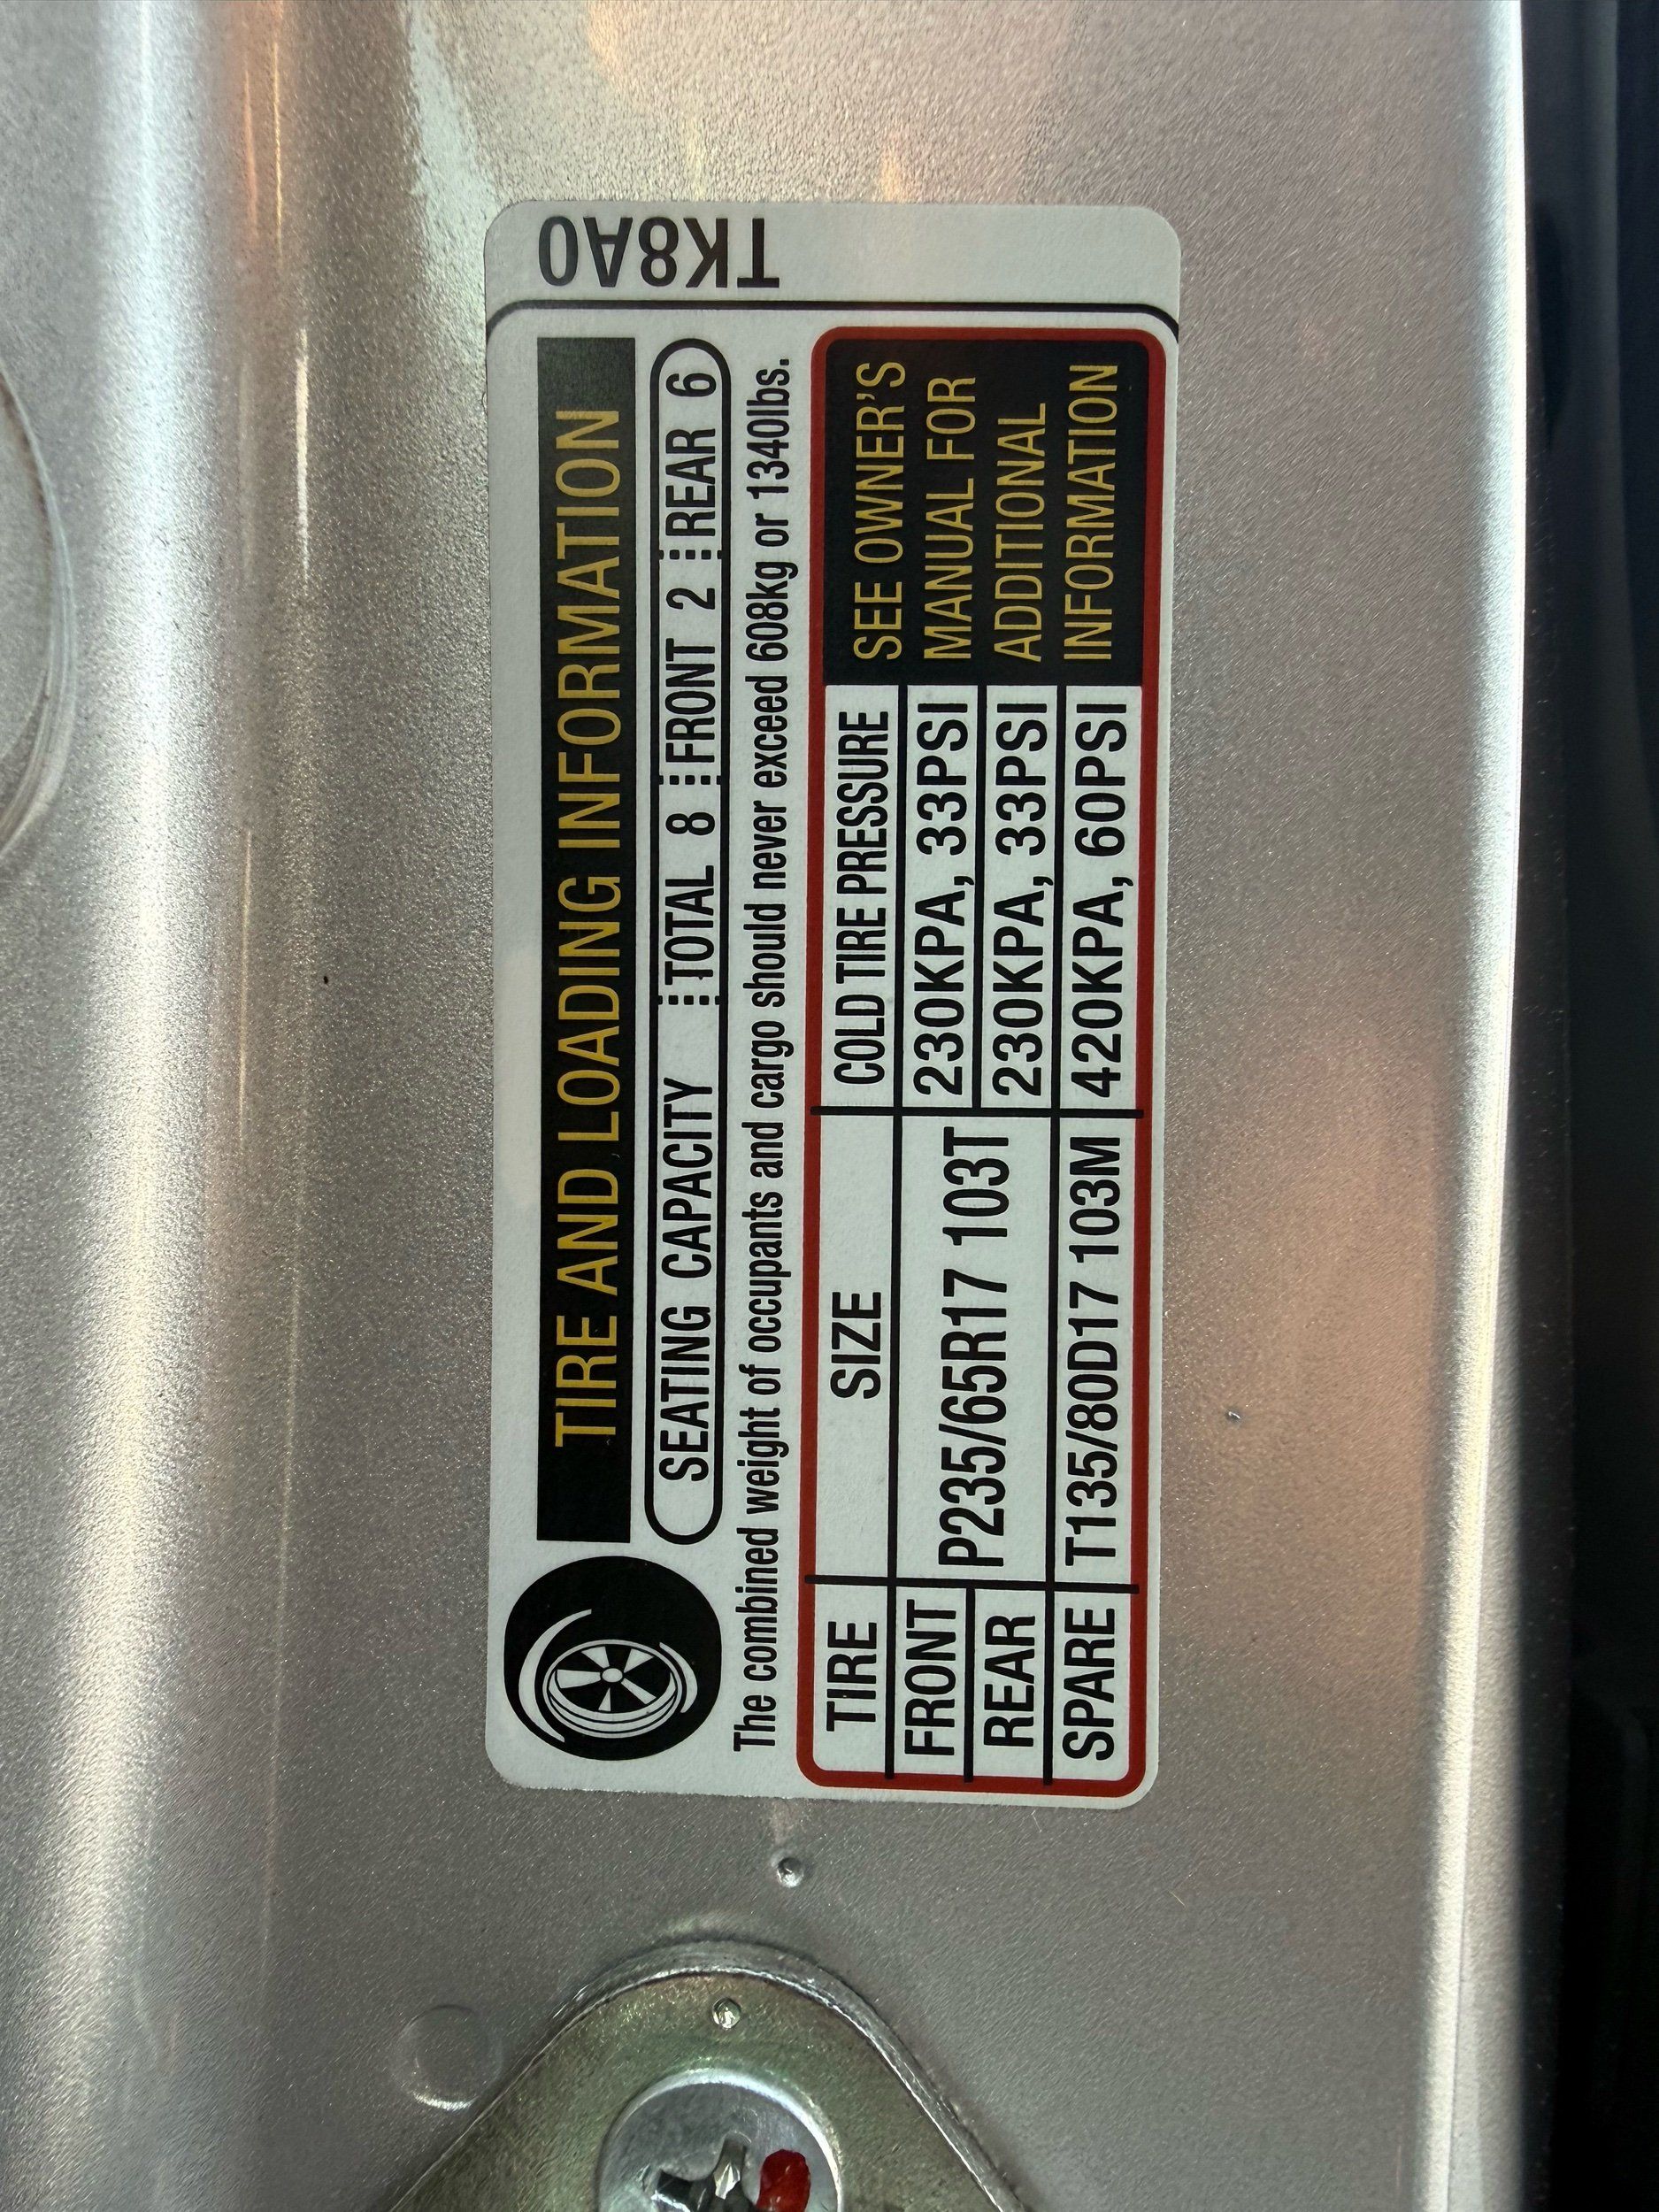 TIRE AND LOADING INFORMATION
SEATING CAPACITY TOTAL 8 FRONT 2 REAR 6
The combined weight of occupants and cargo should never exceed 608kg or 1340lbs.
TIRE SIZE COLD TIRE PRESSURE
FRONT P235/65R17 103T 230KPA, 33PSI
REAR 230KPA, 33PSI
SPARE T135/80D17 103M 420KPA, 60PSI
SEE OWNER'S
MANUAL FOR
ADDITIONAL
INFORMATION
TK8A0